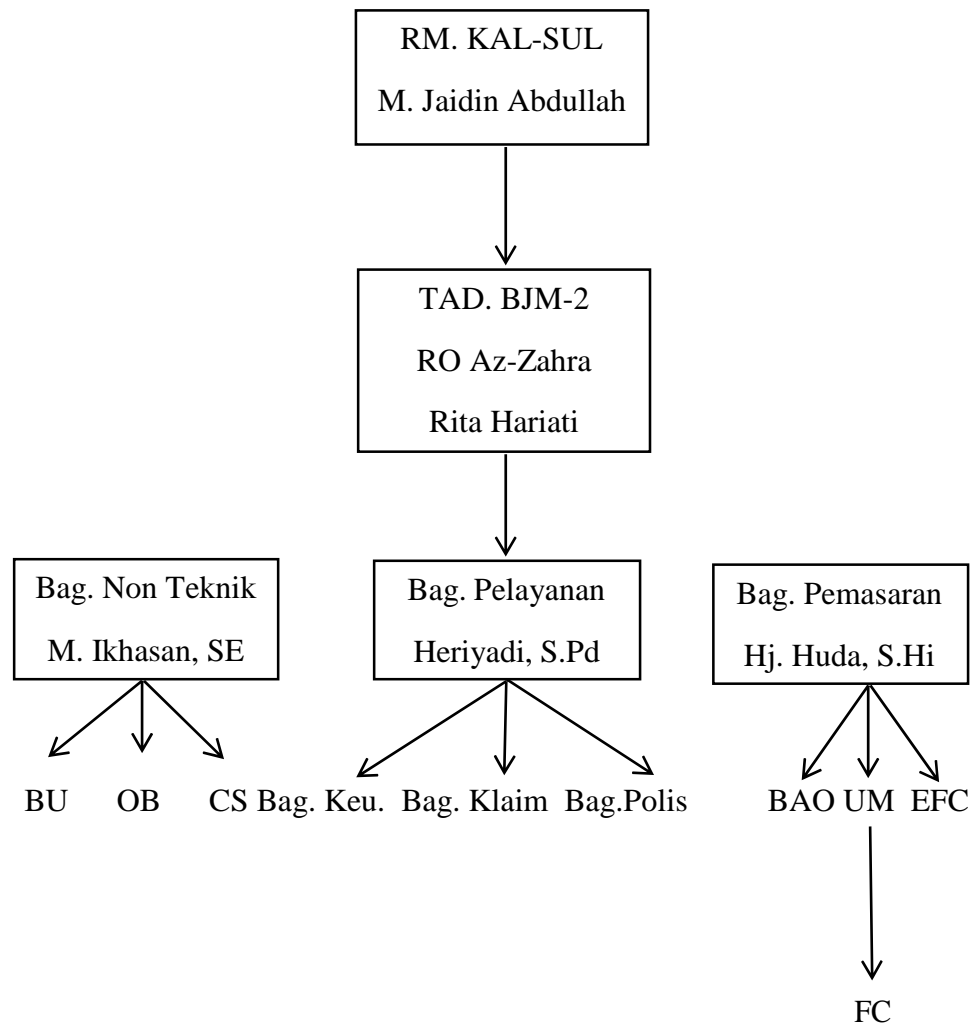 RM. KAL-SUL
M. Jaidin Abdullah
TAD. BJM-2
RO Az-Zahra
Rita Hariati
Bag. Non Teknik
M. Ikhasan, SE
Bag. Pelayanan
Heriyadi, S.Pd
Bag. Pemasaran
Hj. Huda, S.Hi
BU OB CS Bag. Keu. Bag. Klaim Bag.Polis BAO UM EFC
FC